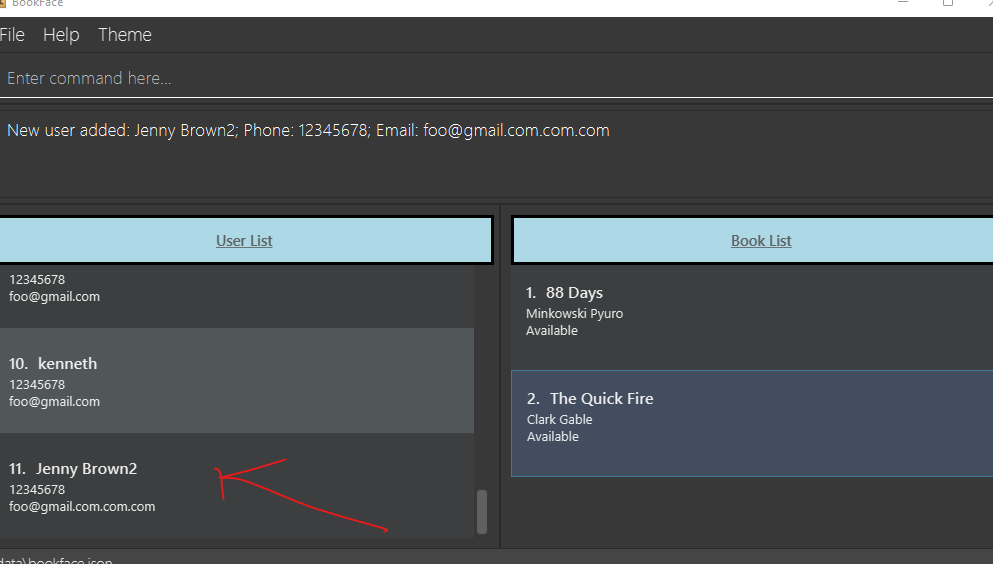 BookFace
File Help Theme
Enter command here...
New user added: Jenny Brown2; Phone: 12345678; Email: foo@gmail.com.com.com
User List
12345678
foo@gmail.com
10. kenneth
12345678
foo@gmail.com
11. Jenny Brown2
12345678
foo@gmail.com.com.com
Book List
1. 88 Days
Minkowski Pyuro
Available
2. The Quick Fire
Clark Gable
Available
data\bookface.json